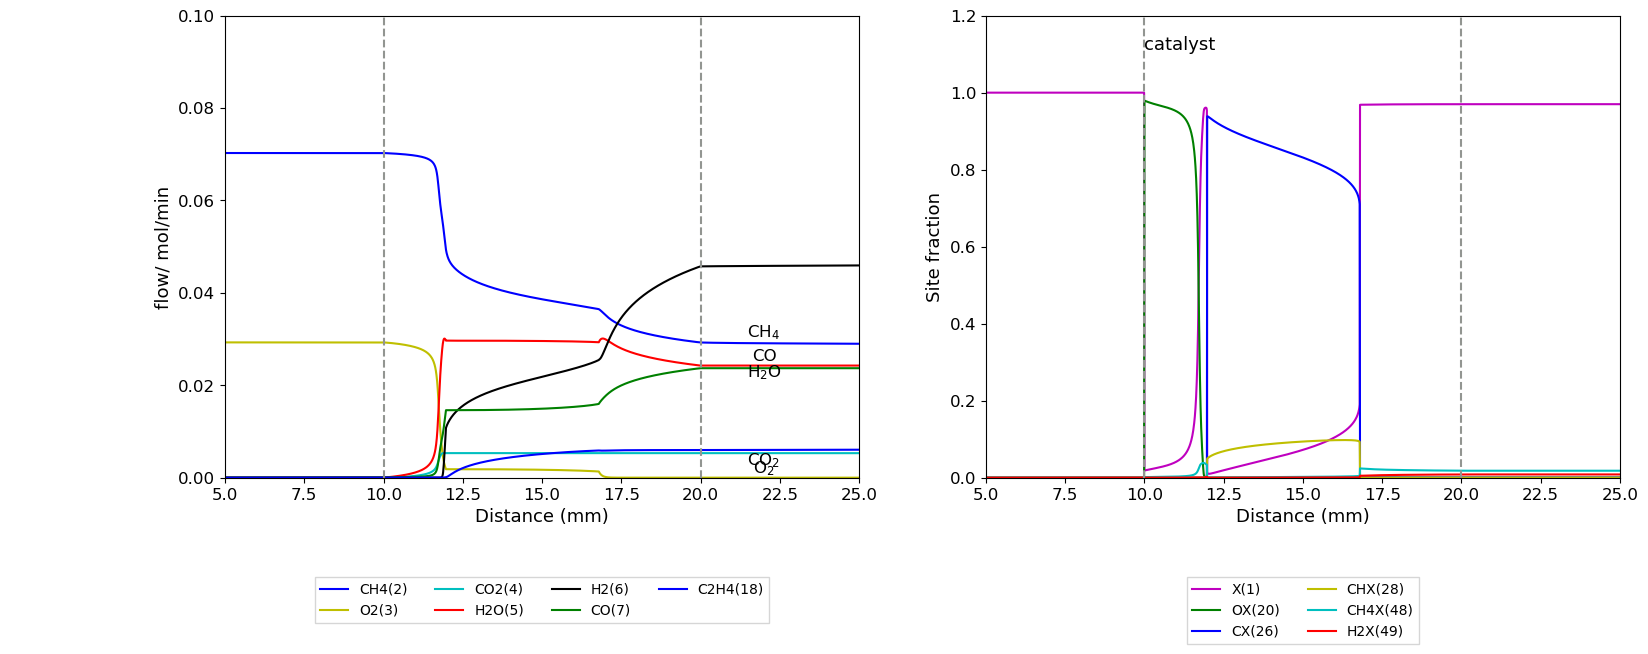 0.10
0.08
0.06
0.04
0.02
0.00
flow/ mol/min
CH4
CO
H2O
CO2
O2
5.0 7.5 10.0 12.5 15.0 17.5 20.0 22.5 25.0
Distance (mm)
CH4(2) CO2(4) H2(6) C2H4(18)
O2(3) H2O(5) CO(7)
1.2
1.0
0.8
0.6
0.4
0.2
0.0
Site fraction
catalyst
5.0 7.5 10.0 12.5 15.0 17.5 20.0 22.5 25.0
Distance (mm)
X(1) CHX(28)
OX(20) CH4X(48)
CX(26) H2X(49)